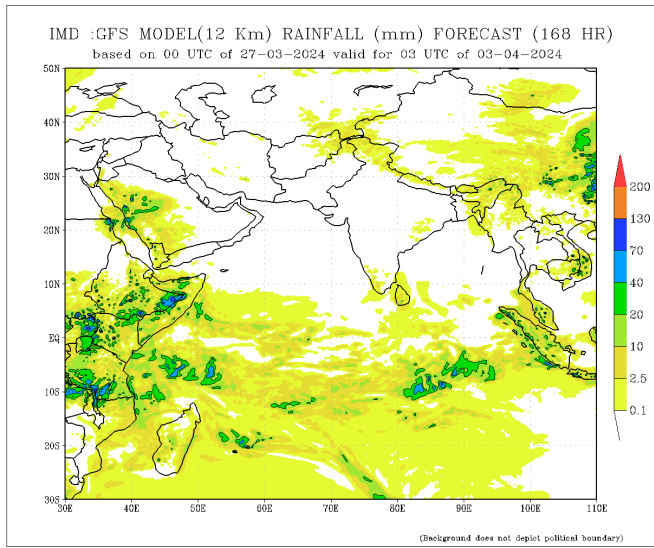 IMD :GFS MODEL(12 Km) RAINFALL (mm) FORECAST (168 HR)
based on 00 UTC of 27-03-2024 valid for 03 UTC of 03-04-2024
50N
40N
30N
20N
10N
EQ
10S
20S
30S
30E
40E
50E
60E
70E
80E
90E
100E
110E
200
130
70
40
20
10
2.5
0.1
(Background does not depict political boundary)